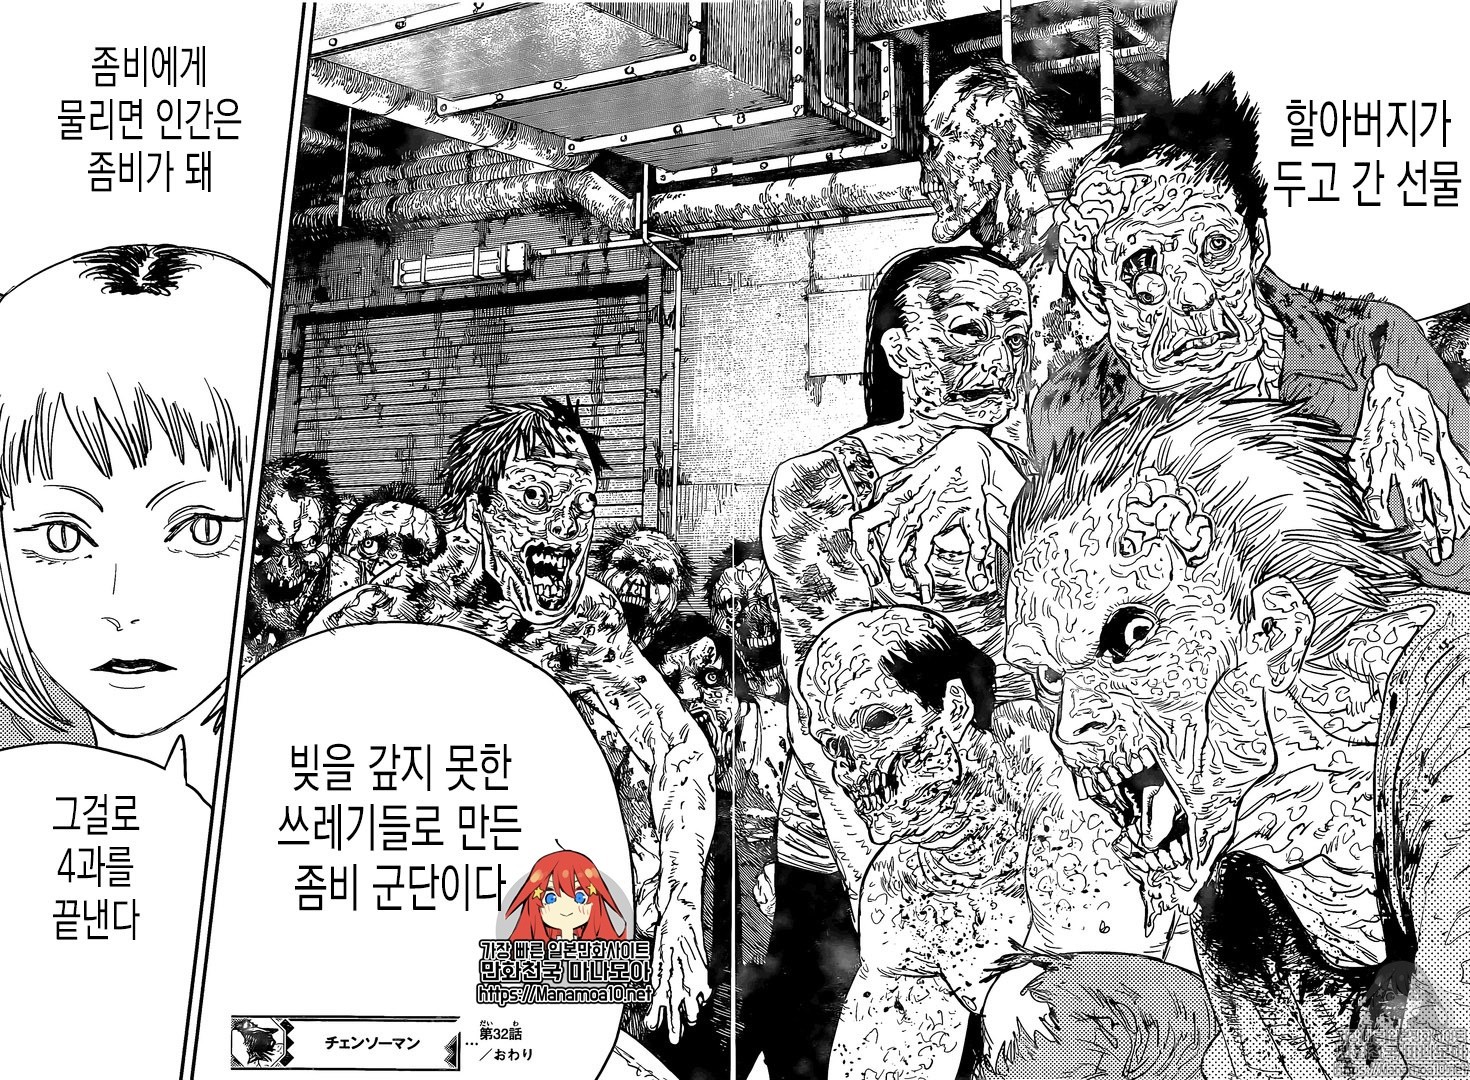 할아버지가
두고 간 선물
빚을 갚지 못한
쓰레기들로 만든
좀비 군단이다
좀비에게
물리면 인간은
좀비가 돼
그걸로
4과를
끝낸다
가장 빠른 일본만화사이트
만화천국 마나모아
https://Manamoa10.net
チェンソーマン
…
だい わ
第32話
／おわり